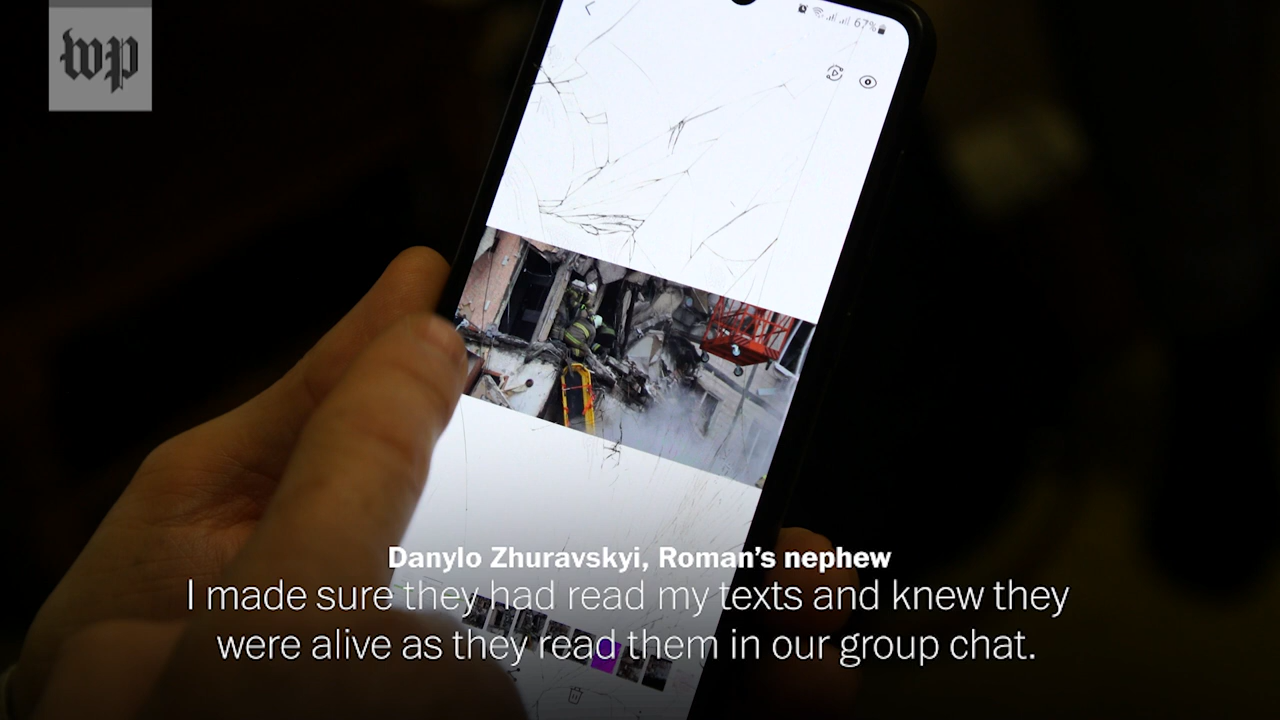 wp
67%
Danylo Zhuravskyi, Roman's nephew
I made sure they had read my texts and knew they
were alive as they read them in our group chat.